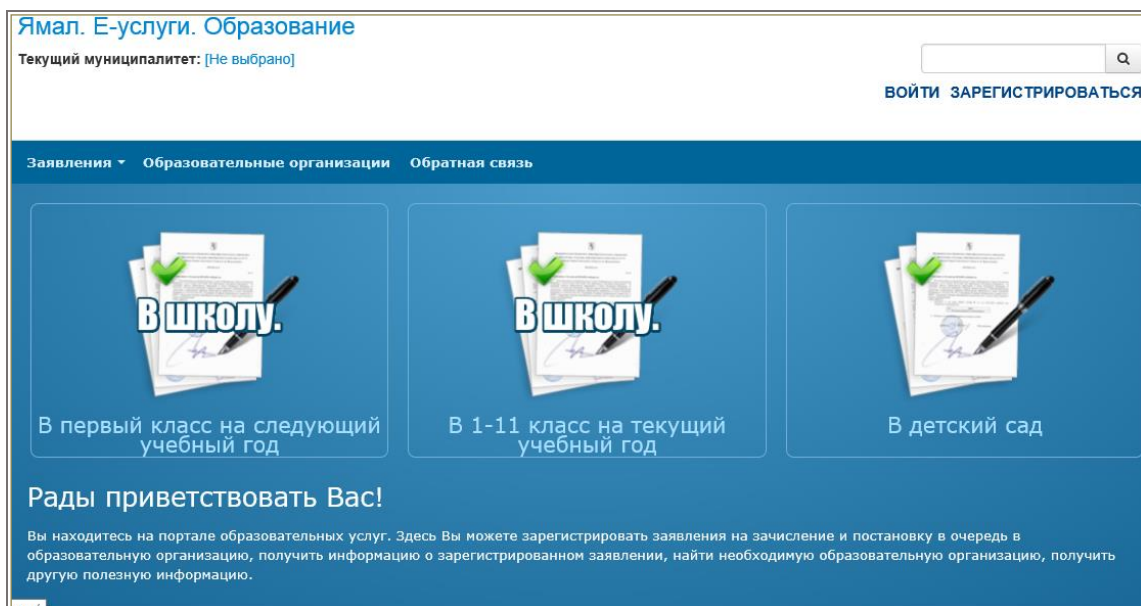 Ямал. Е-услуги. Образование
Текущий муниципалитет: [Не выбрано]
ВОЙТИ ЗАРЕГИСТРИРОВАТЬСЯ
Заявления Образовательные организации Обратная связь
В школу.
В школу.
В первый класс на следующий
учебный год
В 1-11 класс на текущий
учебный год
В детский сад
Рады приветствовать Вас!
Вы находитесь на портале образовательных услуг. Здесь Вы можете зарегистрировать заявления на зачисление и постановку в очередь в
образовательную организацию, получить информацию о зарегистрированном заявлении, найти необходимую образовательную организацию, получить
другую полезную информацию.